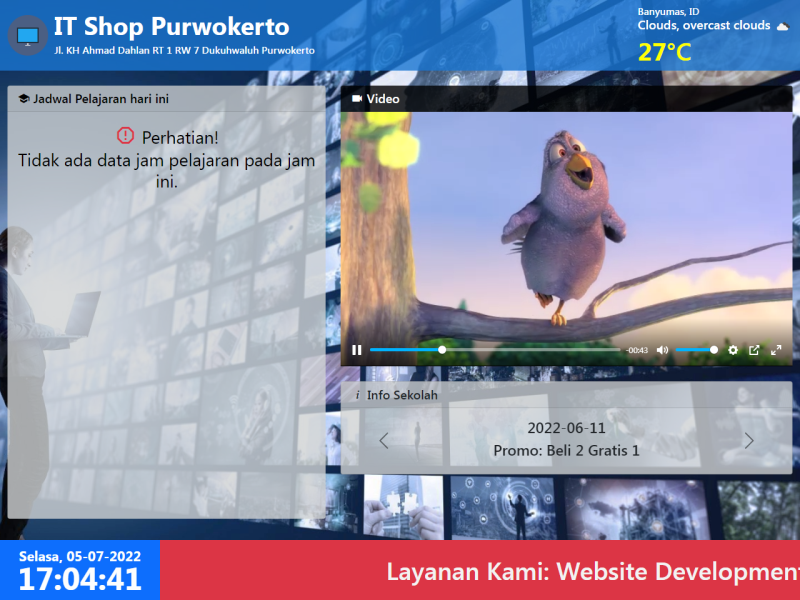 IT Shop Purwokerto
Jl. KH Ahmad Dahlan RT 1 RW 7 Dukuhwaluh Purwokerto
Banyumas, ID
Clouds, overcast clouds
27°C
Jadwal Pelajaran hari ini
Perhatian!
Tidak ada data jam pelajaran pada jam
ini.
Video
-00:43
i Info Sekolah
2022-06-11
Promo: Beli 2 Gratis 1
Selasa, 05-07-2022
17:04:41
Layanan Kami: Website Development